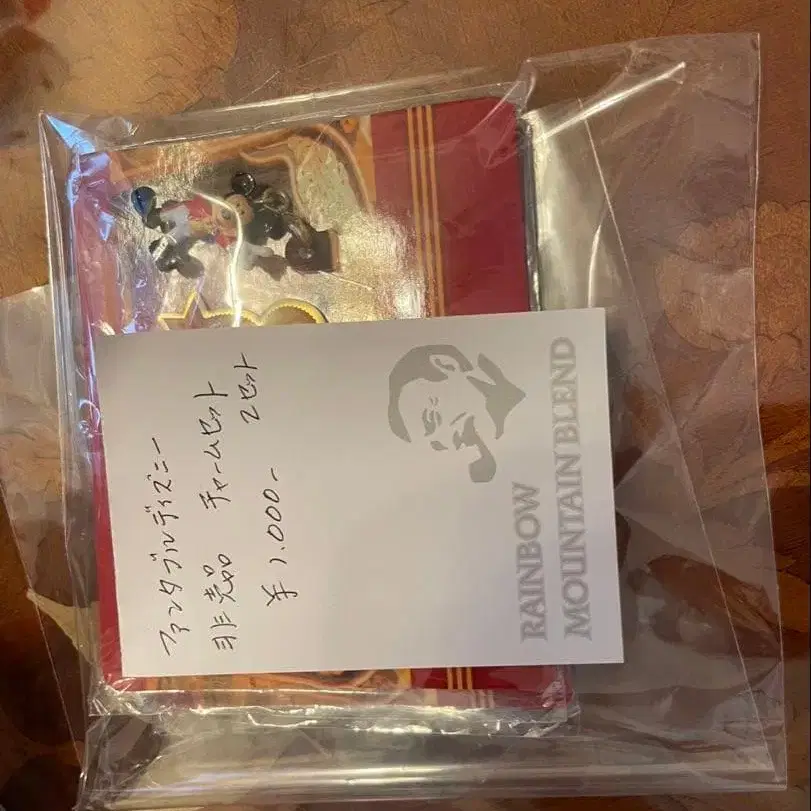 ファンタブルディズニー
非売品 チャームセット
2セット
¥1.000-
RAINBOW
MOUNTAIN BLEND